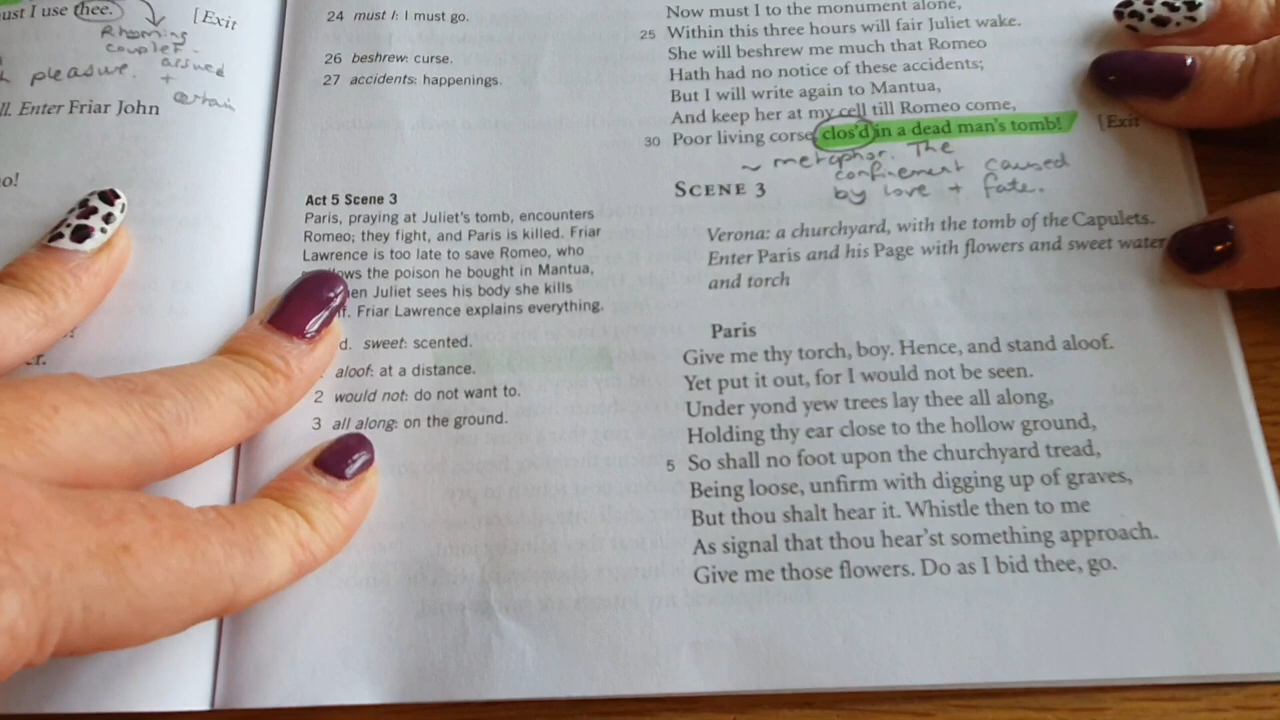 ust I use thee.
[Exit
Rhyming
couplet -
assured
+
certain
pleasure.
ll. Enter Friar John
o!
er.
24 must I: I must go.
26 beshrew: curse.
27 accidents: happenings.
Act 5 Scene 3
Paris, praying at Juliet's tomb, encounters
Romeo; they fight, and Paris is killed. Friar
Lawrence is too late to save Romeo, who
ows the poison he bought in Mantua,
en Juliet sees his body she kills
f. Friar Lawrence explains everything.
d. sweet: scented.
aloof: at a distance.
2 would not: do not want to.
3 all along: on the ground.
Now must I to the monument alone,
25 Within this three hours will fair Juliet wake.
She will beshrew me much that Romeo
Hath had no notice of these accidents;
But I will write again to Mantua,
And keep her at my cell till Romeo come,
30 Poor living corse, clos'd in a dead man's tomb! [Exit
~ metaphor. The
confinement caused
by love + fate.
SCENE 3
Verona: a churchyard, with the tomb of the Capulets.
Enter Paris and his Page with flowers and sweet water
and torch
Paris
Give me thy torch, boy. Hence, and stand aloof.
Yet put it out, for I would not be seen.
Under yond yew trees lay thee all along,
Holding thy ear close to the hollow ground,
5 So shall no foot upon the churchyard tread,
Being loose, unfirm with digging up of graves,
But thou shalt hear it. Whistle then to me
As signal that thou hear'st something approach.
Give me those flowers. Do as I bid thee, go.